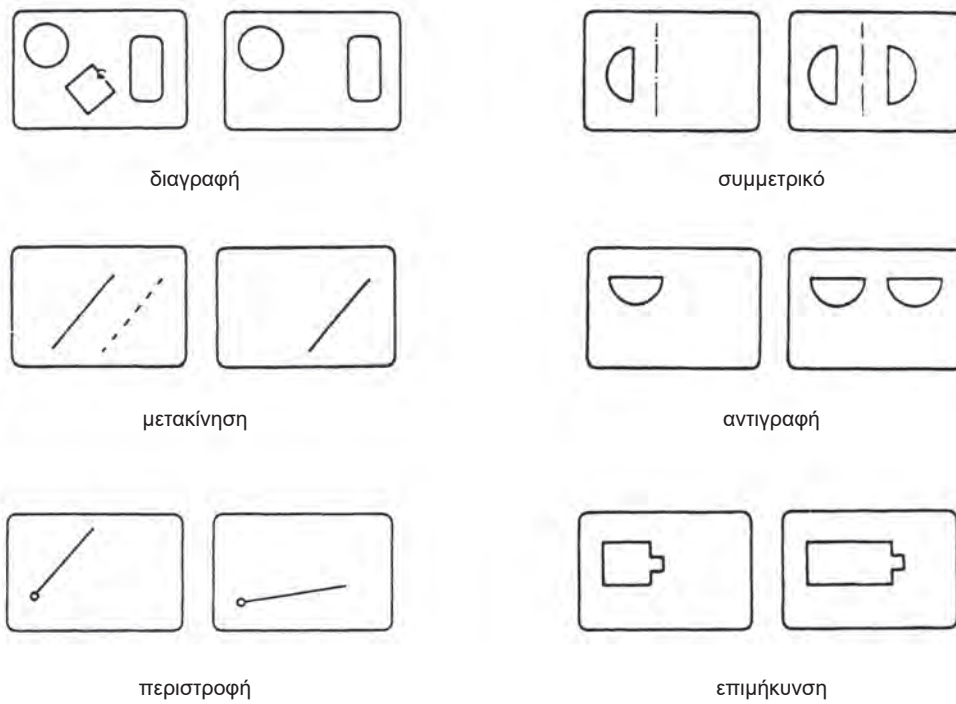 διαγραφή
συμμετρικό
μετακίνηση
αντιγραφή
περιστροφή
επιμήκυνση